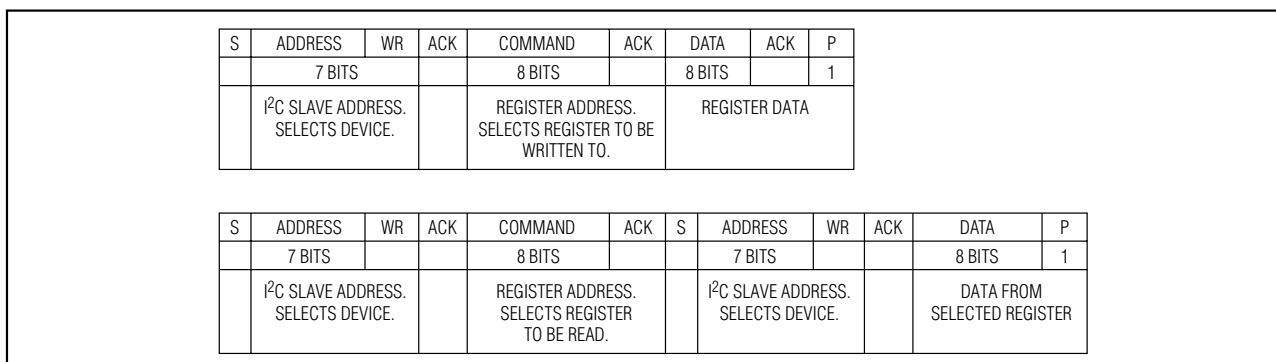 S ADDRESS WR ACK COMMAND ACK DATA ACK P
7 BITS 8 BITS 8 BITS 1
I2C SLAVE ADDRESS. REGISTER ADDRESS. REGISTER DATA
SELECTS DEVICE. SELECTS REGISTER TO BE
WRITTEN TO.
S ADDRESS WR ACK COMMAND ACK S ADDRESS WR ACK DATA P
7 BITS 8 BITS 7 BITS 8 BITS 1
I2C SLAVE ADDRESS. REGISTER ADDRESS. I2C SLAVE ADDRESS. DATA FROM
SELECTS DEVICE. SELECTS REGISTER SELECTS DEVICE. SELECTED REGISTER
TO BE READ.